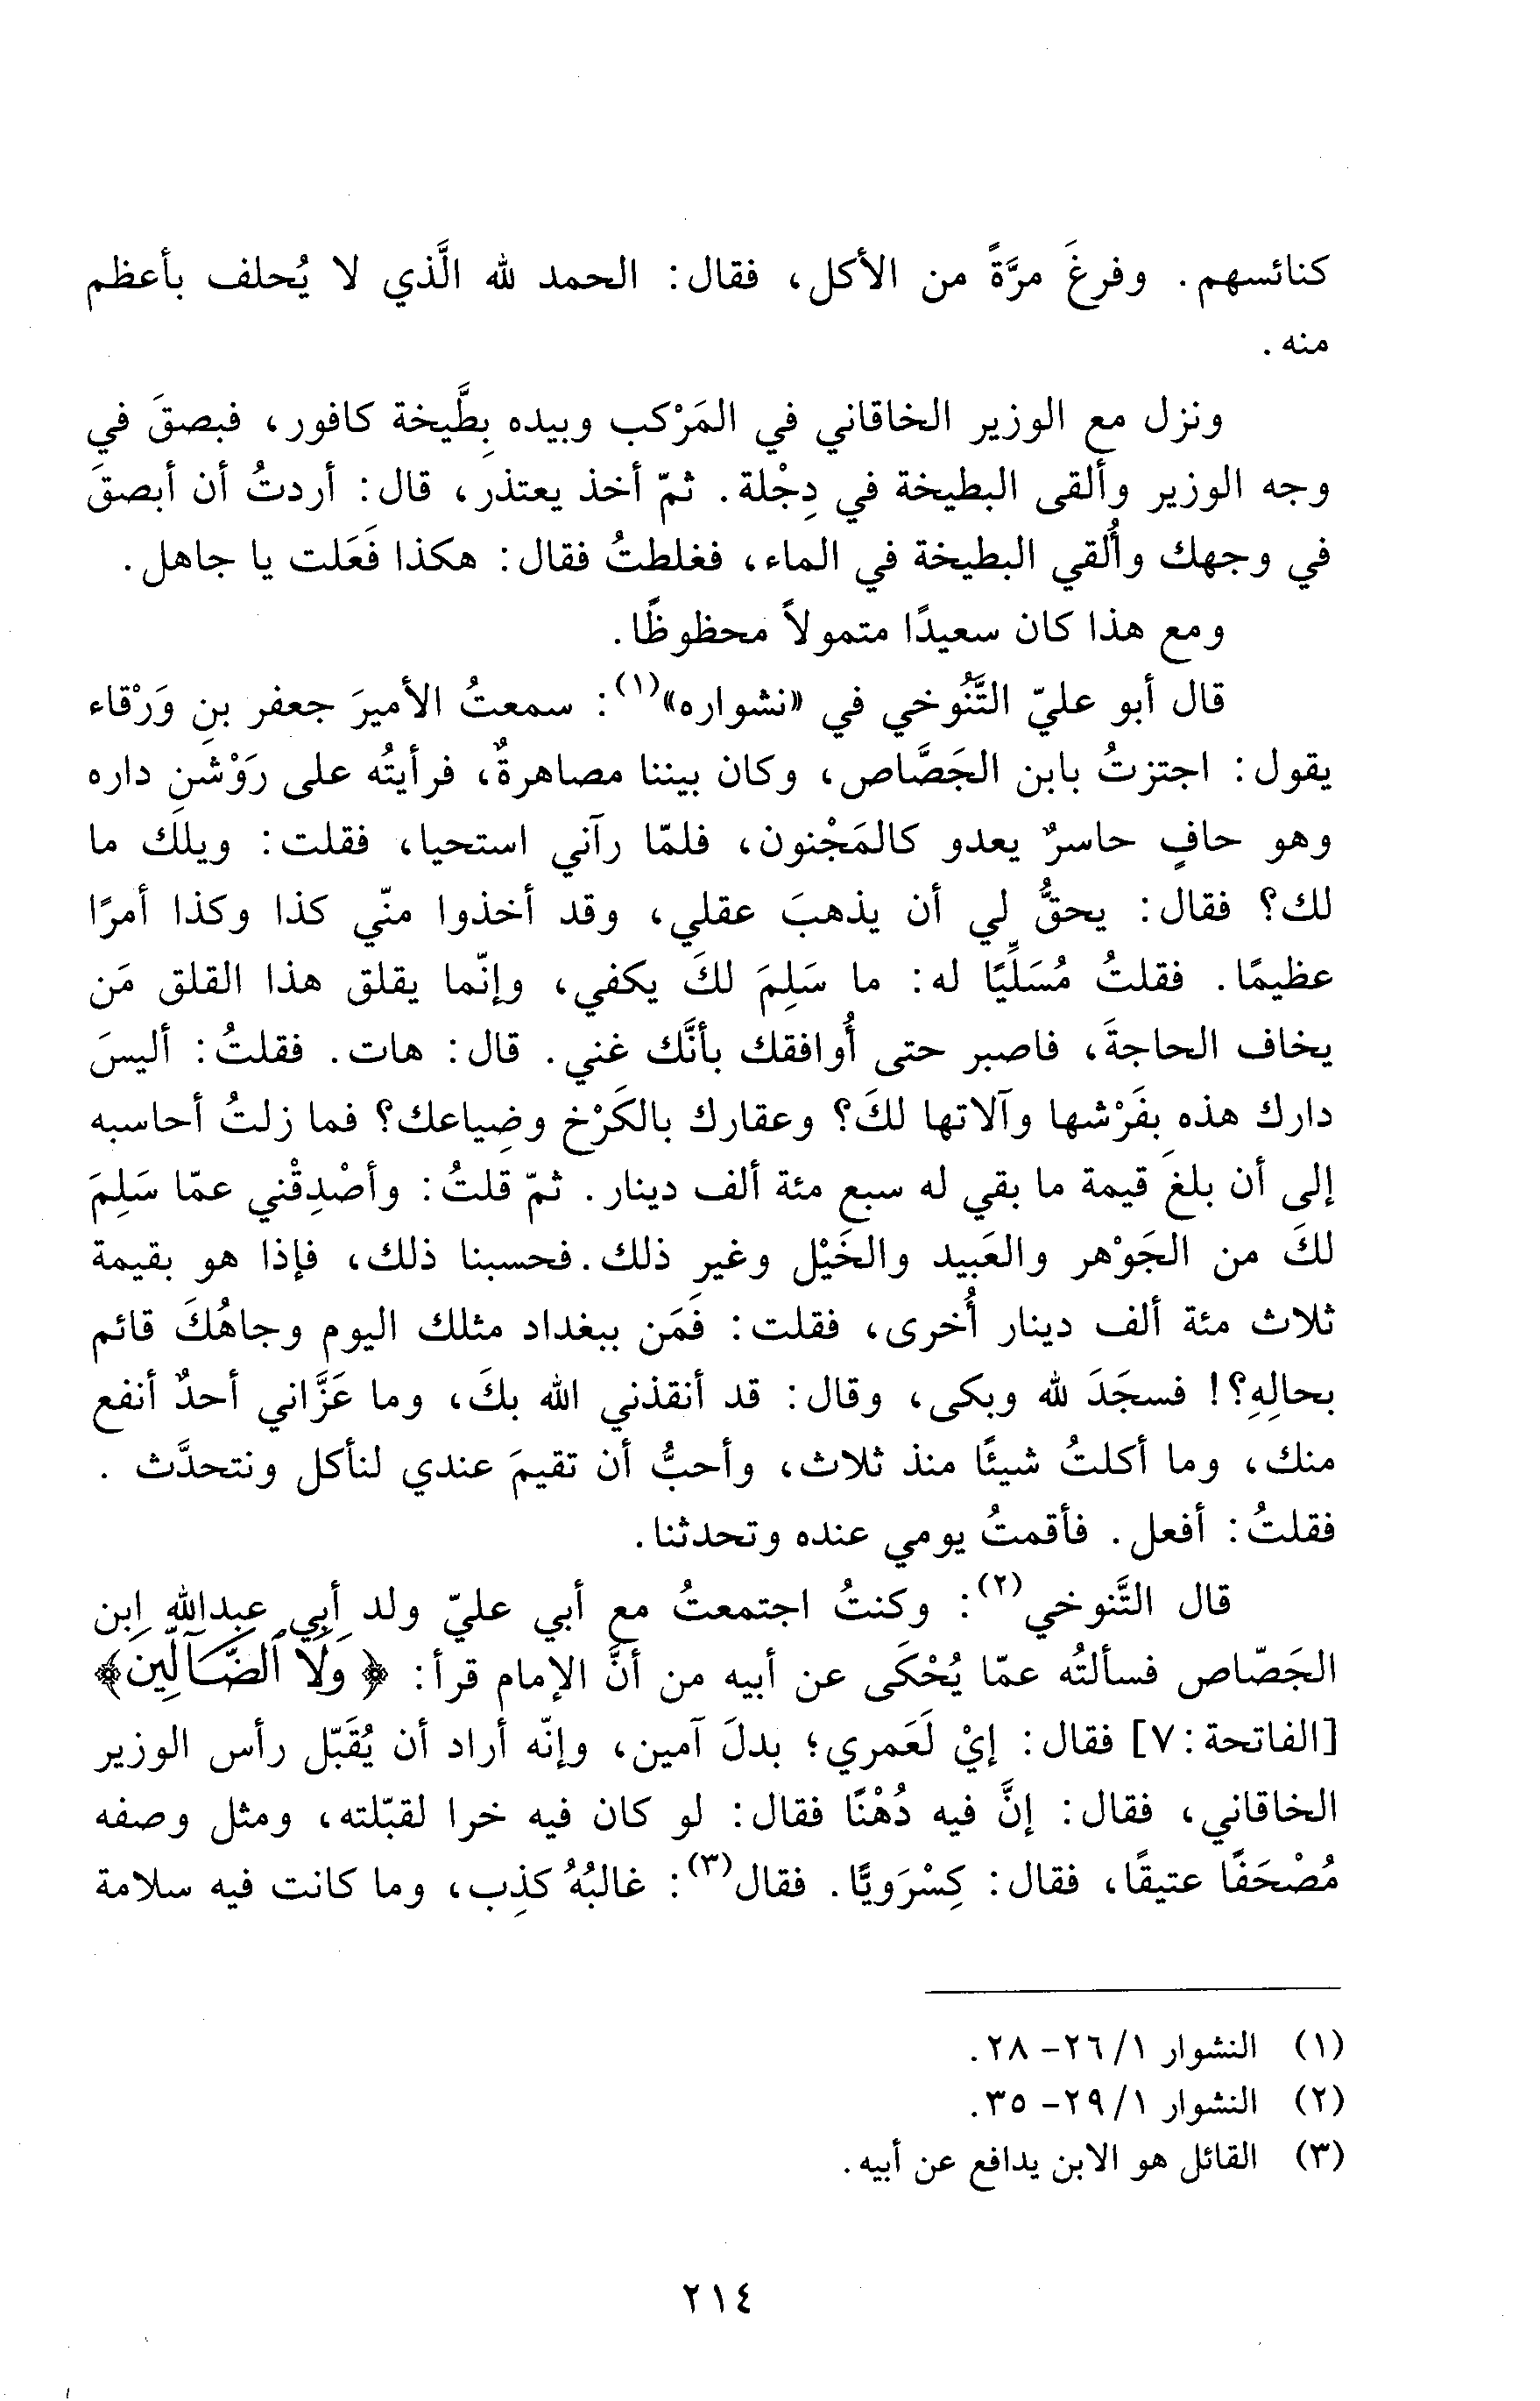 كنائسهم. وفرغَ مرَّةً من الأكل، فقال: الحمد لله الَّذي لا يُحلف بأعظم
منه.
ونزل مع الوزير الخاقاني في المَرْكب وبيده بِطَّيخة كافور، فبصقَ في
وجه الوزير وألقى البطيخة في دِجْلة. ثمّ أخذ يعتذر، قال: أردتُ أن أبصقَ
في وجهك وأُلقي البطيخة في الماء، فغلطتُ فقال: هكذا فَعَلت يا جاهل.
ومع هذا كان سعيدًا متمولاً محظوظًا.
قال أبو عليّ التَّنُوخي في «نشواره»(١): سمعتُ الأميرَ جعفر بنِ وَرْقاء
يقول: اجتزتُ بابن الجَصَّاص، وكان بيننا مصاهرةٌ، فرأيتُه على رَوْشنِ داره
وهو حافٍ حاسرٌ يعدو كالمَجْنون، فلمّا رآني استحيا، فقلت: ويلك ما
لك؟ فقال: يحقُّ لي أن يذهبَ عقلي، وقد أخذوا منّي كذا وكذا أمرًا
عظيمًا. فقلتُ مُسَلِّيًا له: ما سَلِمَ لكَ يكفي، وإنّما يقلق هذا القلق مَن
يخاف الحاجةَ، فاصبر حتى أُوافقك بأنَّك غني. قال: هات. فقلتُ: أليسَ
دارك هذه بِفَرْشها وآلاتها لكَ؟ وعقارك بالكَرْخ وضِياعك؟ فما زلتُ أحاسبه
إلى أن بلغ قيمة ما بقي له سبع مئة ألف دينار. ثمّ قلتُ: وأصْدِقْني عمّا سَلِمَ
لكَ من الجَوْهر والعَبِيد والخَيْل وغيرِ ذلك. فحسبنا ذلك، فإذا هو بقيمة
ثلاث مئة ألف دينار أُخرى، فقلت: فَمَن ببغداد مثلك اليوم وجاهُكَ قائم
بحالِهِ؟! فسجَدَ لله وبكى، وقال: قد أنقذني الله بكَ، وما عَزَّاني أحدٌ أنفع
منك، وما أكلتُ شيئًا منذ ثلاث، وأحبُّ أن تقيمَ عندي لنأكل ونتحدَّث.
فقلتُ: أفعل. فأقمتُ يومي عنده وتحدثنا.
قال التَّنوخي(٢): وكنتُ اجتمعتُ مع أبي عليّ ولد أبي عبدالله ابن
الجَصّاص فسألتُه عمّا يُحْكَى عن أبيه من أنَّ الإمام قرأ: ﴿وَلَا ٱلضَّآلِّينَ﴾
[الفاتحة: ٧] فقال: إيْ لَعَمري؛ بدلَ آمين، وإنّه أراد أن يُقَبّل رأس الوزير
الخاقاني، فقال: إنَّ فيه دُهْنًا فقال: لو كان فيه خرا لقبّلته، ومثل وصفه
مُصْحَفًا عتيقًا، فقال: كِسْرَويًّا. فقال(٣): غالبُهُ كذِب، وما كانت فيه سلامة
(١) النشوار ١/ ٢٦- ٢٨.
(٢) النشوار ١/ ٢٩- ٣٥.
(٣) القائل هو الابن يدافع عن أبيه.
٢١٤